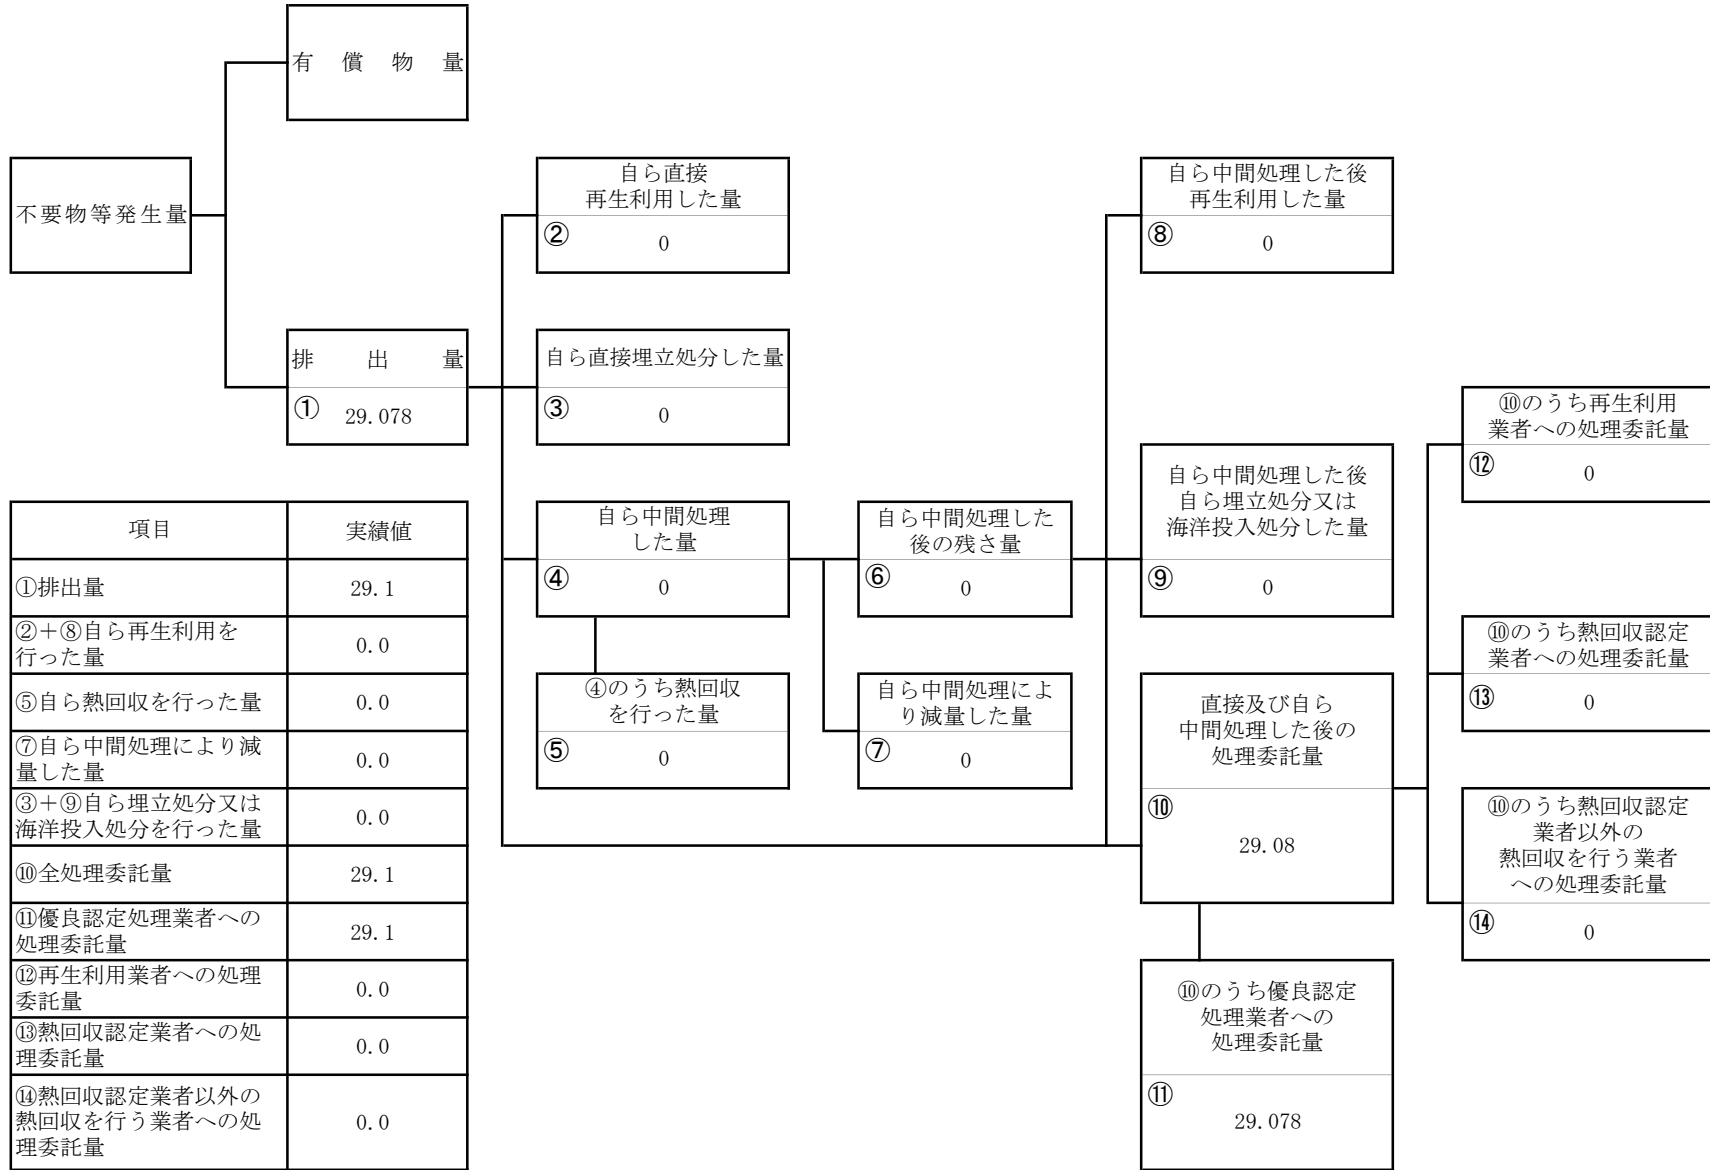 有償物量
不要物等発生量
排出量
① 29.078
自ら直接
再生利用した量
② 0
自ら直接埋立処分した量
③ 0
自ら中間処理
した量
④ 0
④のうち熱回収
を行った量
⑤ 0
自ら中間処理した
後の残さ量
⑥ 0
自ら中間処理によ
り減量した量
⑦ 0
自ら中間処理した後
再生利用した量
⑧ 0
自ら中間処理した後
自ら埋立処分又は
海洋投入処分した量
⑨ 0
直接及び自ら
中間処理した後の
処理委託量
⑩
29.08
⑩のうち優良認定
処理業者への
処理委託量
⑪
29.078
⑩のうち再生利用
業者への処理委託量
⑫ 0
⑩のうち熱回収認定
業者への処理委託量
⑬ 0
⑩のうち熱回収認定
業者以外の
熱回収を行う業者
への処理委託量
⑭ 0
項目 実績値
①排出量 29.1
②+⑧自ら再生利用を
行った量 0.0
⑤自ら熱回収を行った量 0.0
⑦自ら中間処理により減
量した量 0.0
③+⑨自ら埋立処分又は
海洋投入処分を行った量 0.0
⑩全処理委託量 29.1
⑪優良認定処理業者への
処理委託量 29.1
⑫再生利用業者への処理
委託量 0.0
⑬熱回収認定業者への処
理委託量 0.0
⑭熱回収認定業者以外の
熱回収を行う業者への処
理委託量 0.0